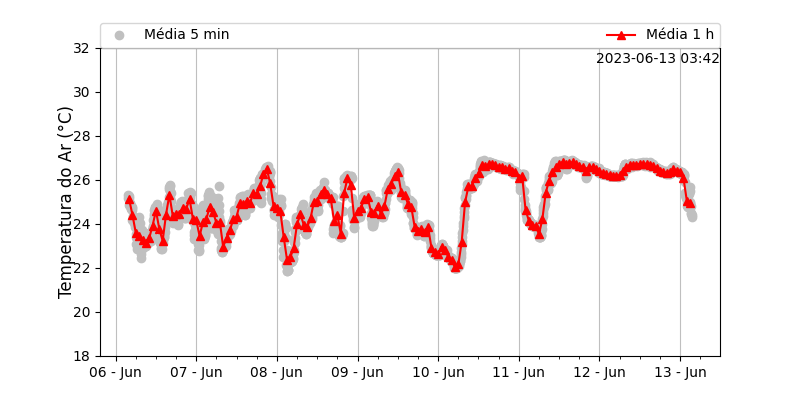 Média 5 min
Média 1 h
2023-06-13 03:42
Temperatura do Ar (°C)
32
30
28
26
24
22
20
18
06 - Jun
07 - Jun
08 - Jun
09 - Jun
10 - Jun
11 - Jun
12 - Jun
13 - Jun